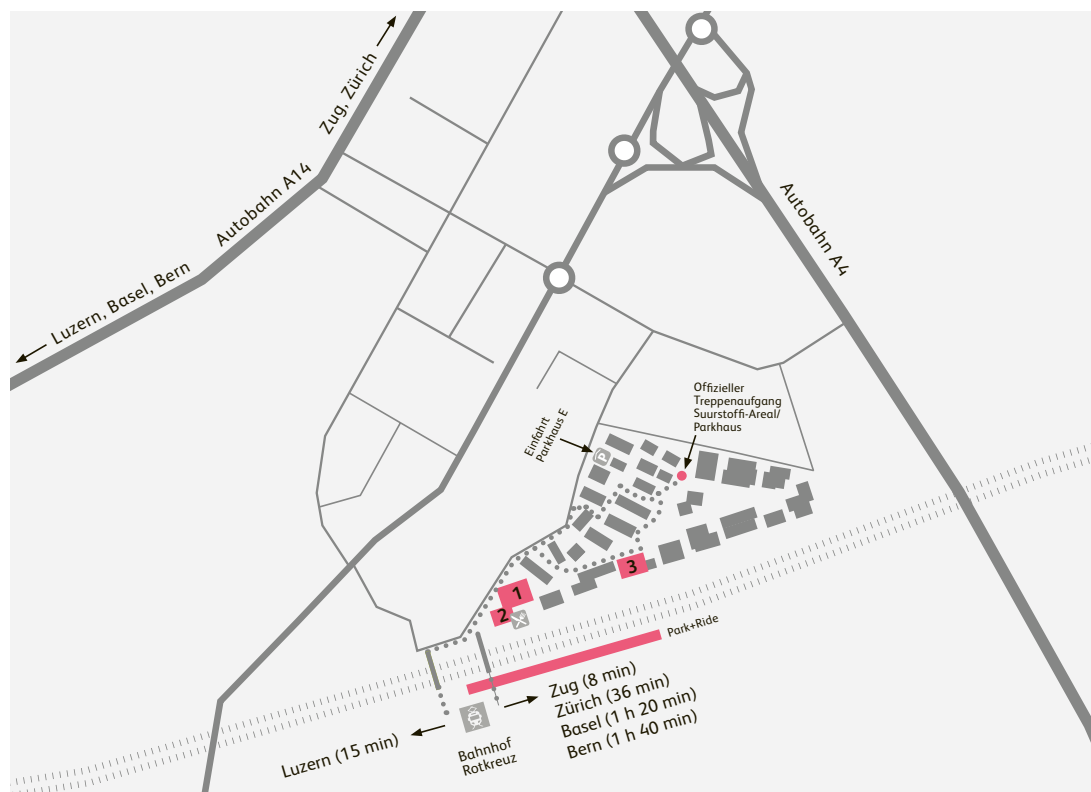 Zug, Zürich
Autobahn A14
Luzern, Basel, Bern
Autobahn A4
Offizieller
Treppenaufgang
Suurstoffi-Areal/
Parkhaus
Einfahrt
Parkhaus E
P
3
1
2
Park+Ride
Zug (8 min)
Zürich (36 min)
Basel (1 h 20 min)
Bern (1 h 40 min)
Luzern (15 min)
Bahnhof
Rotkreuz